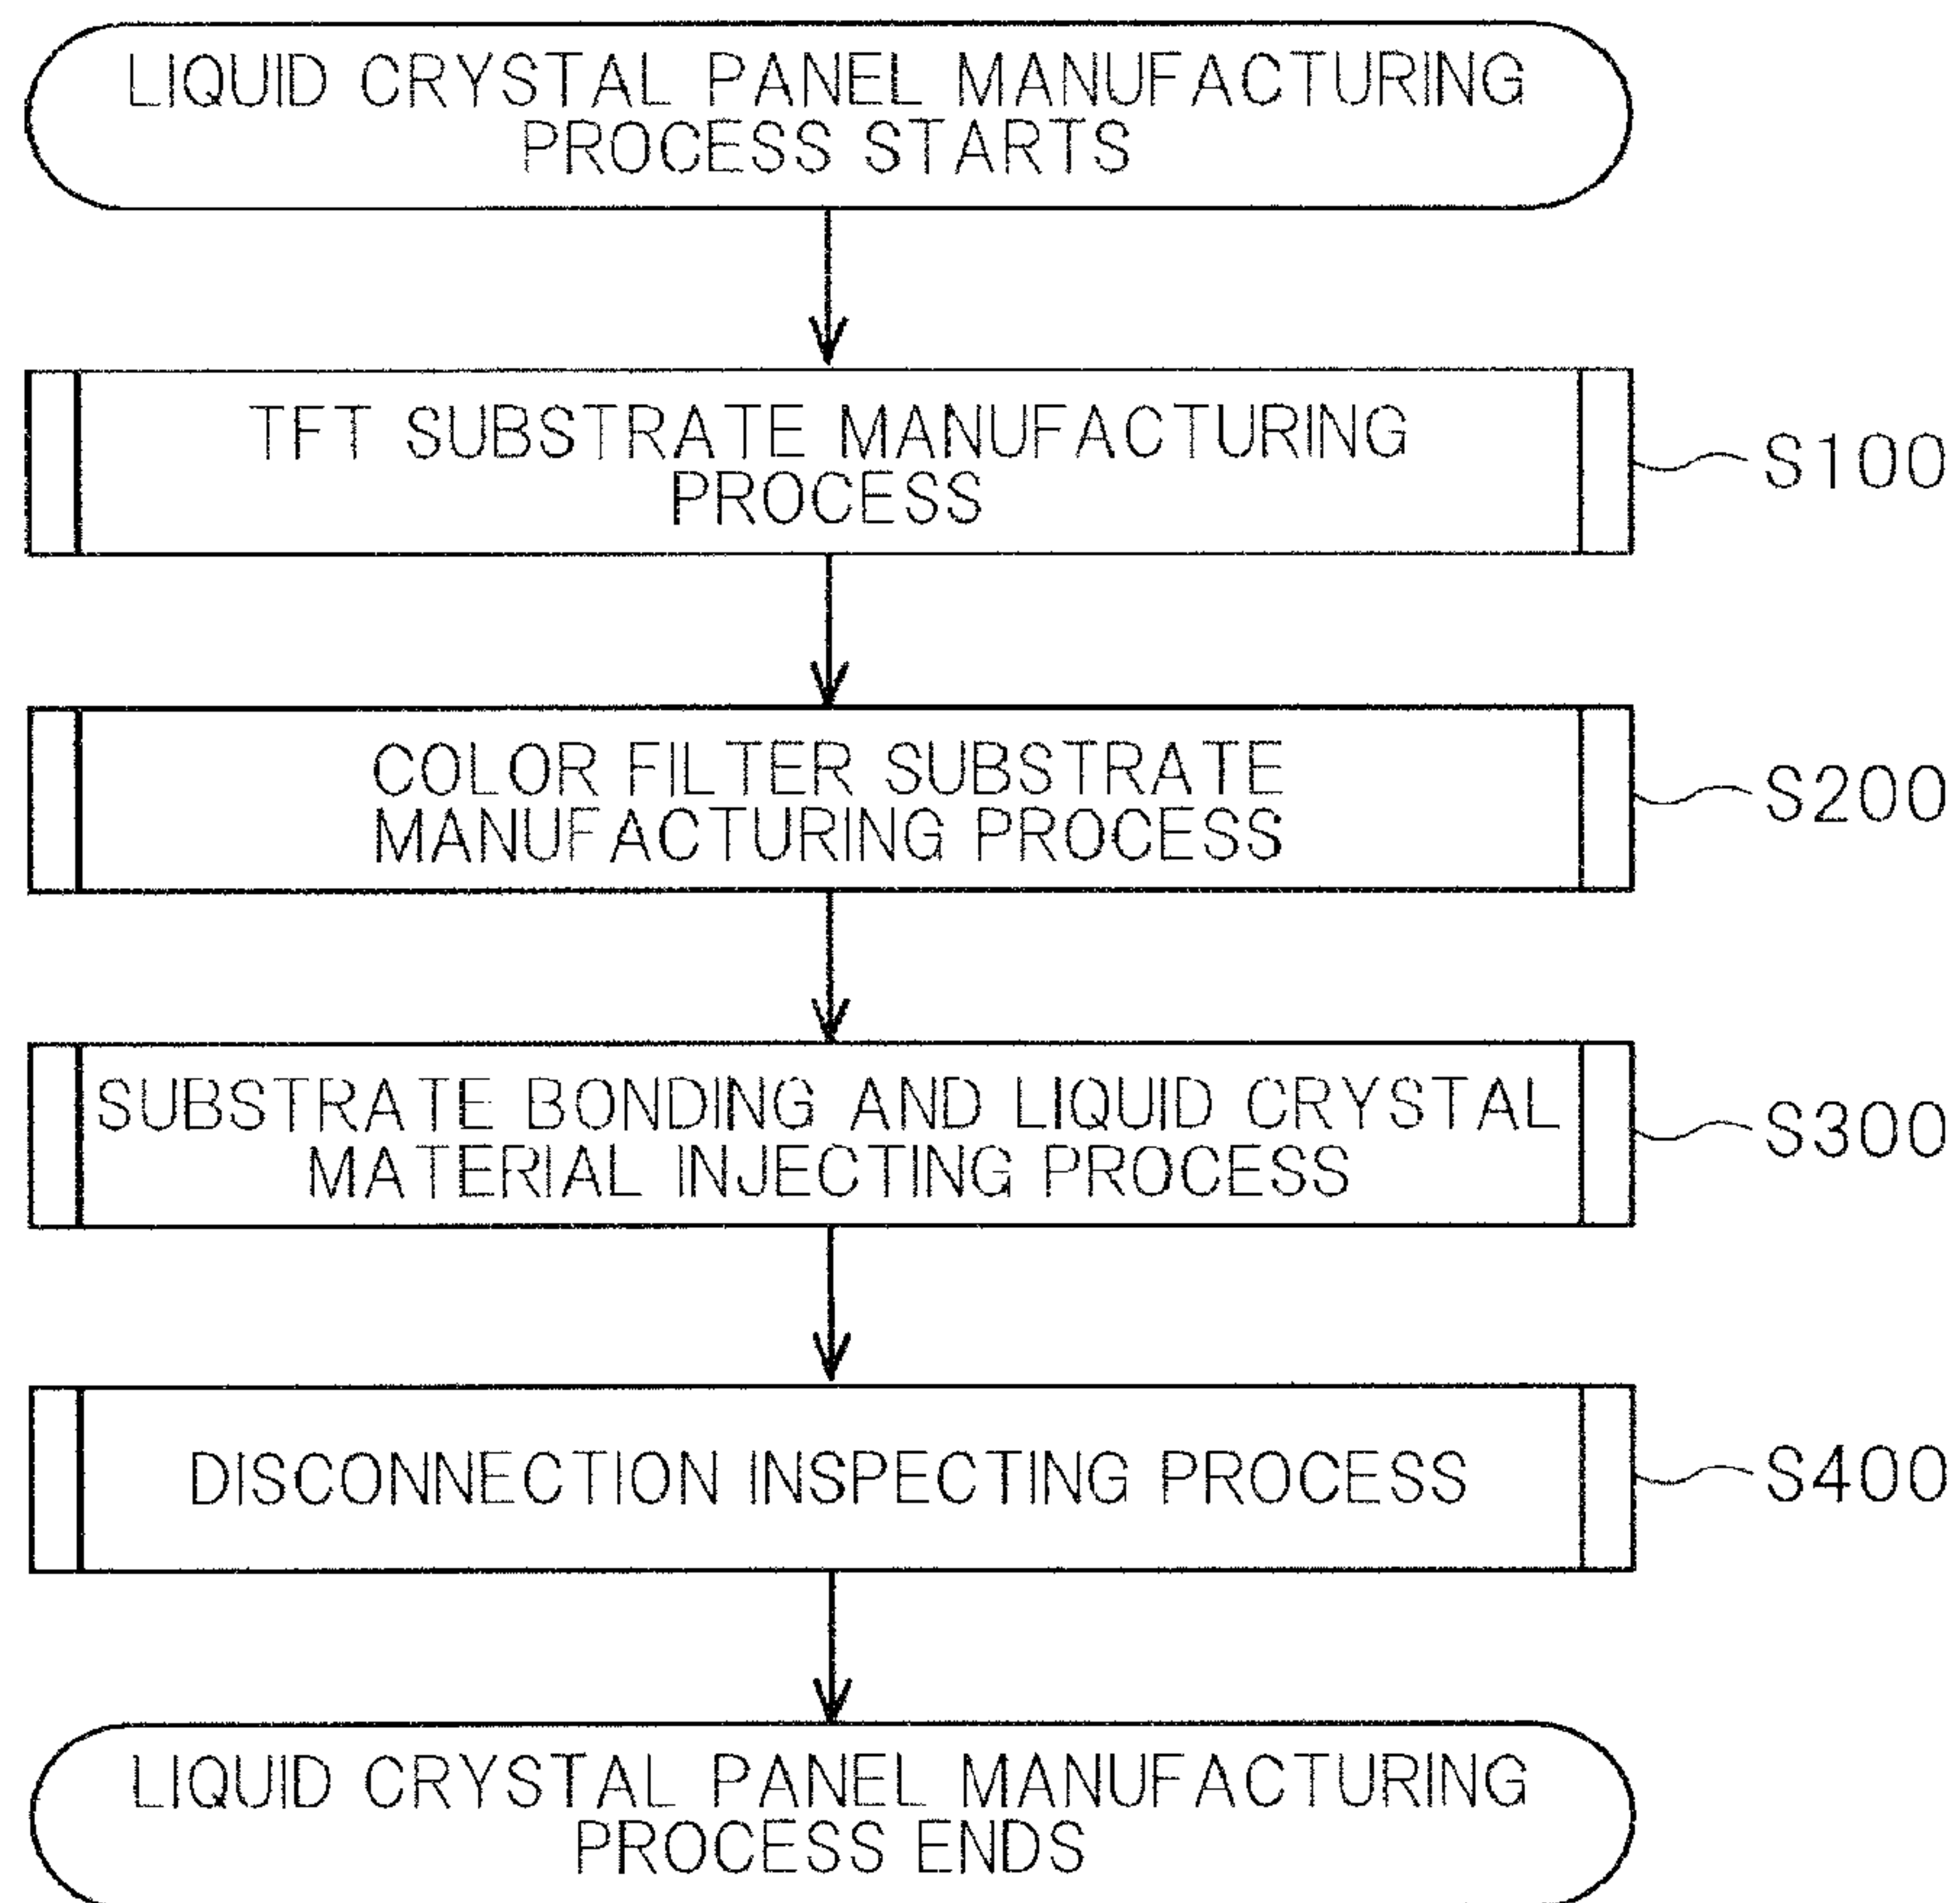 LIQUID CRYSTAL PANEL MANUFACTURING
PROCESS STARTS
TFT SUBSTRATE MANUFACTURING
PROCESS
S100
COLOR FILTER SUBSTRATE
MANUFACTURING PROCESS
S200
SUBSTRATE BONDING AND LIQUID CRYSTAL
MATERIAL INJECTING PROCESS
S300
DISCONNECTION INSPECTING PROCESS
S400
LIQUID CRYSTAL PANEL MANUFACTURING
PROCESS ENDS